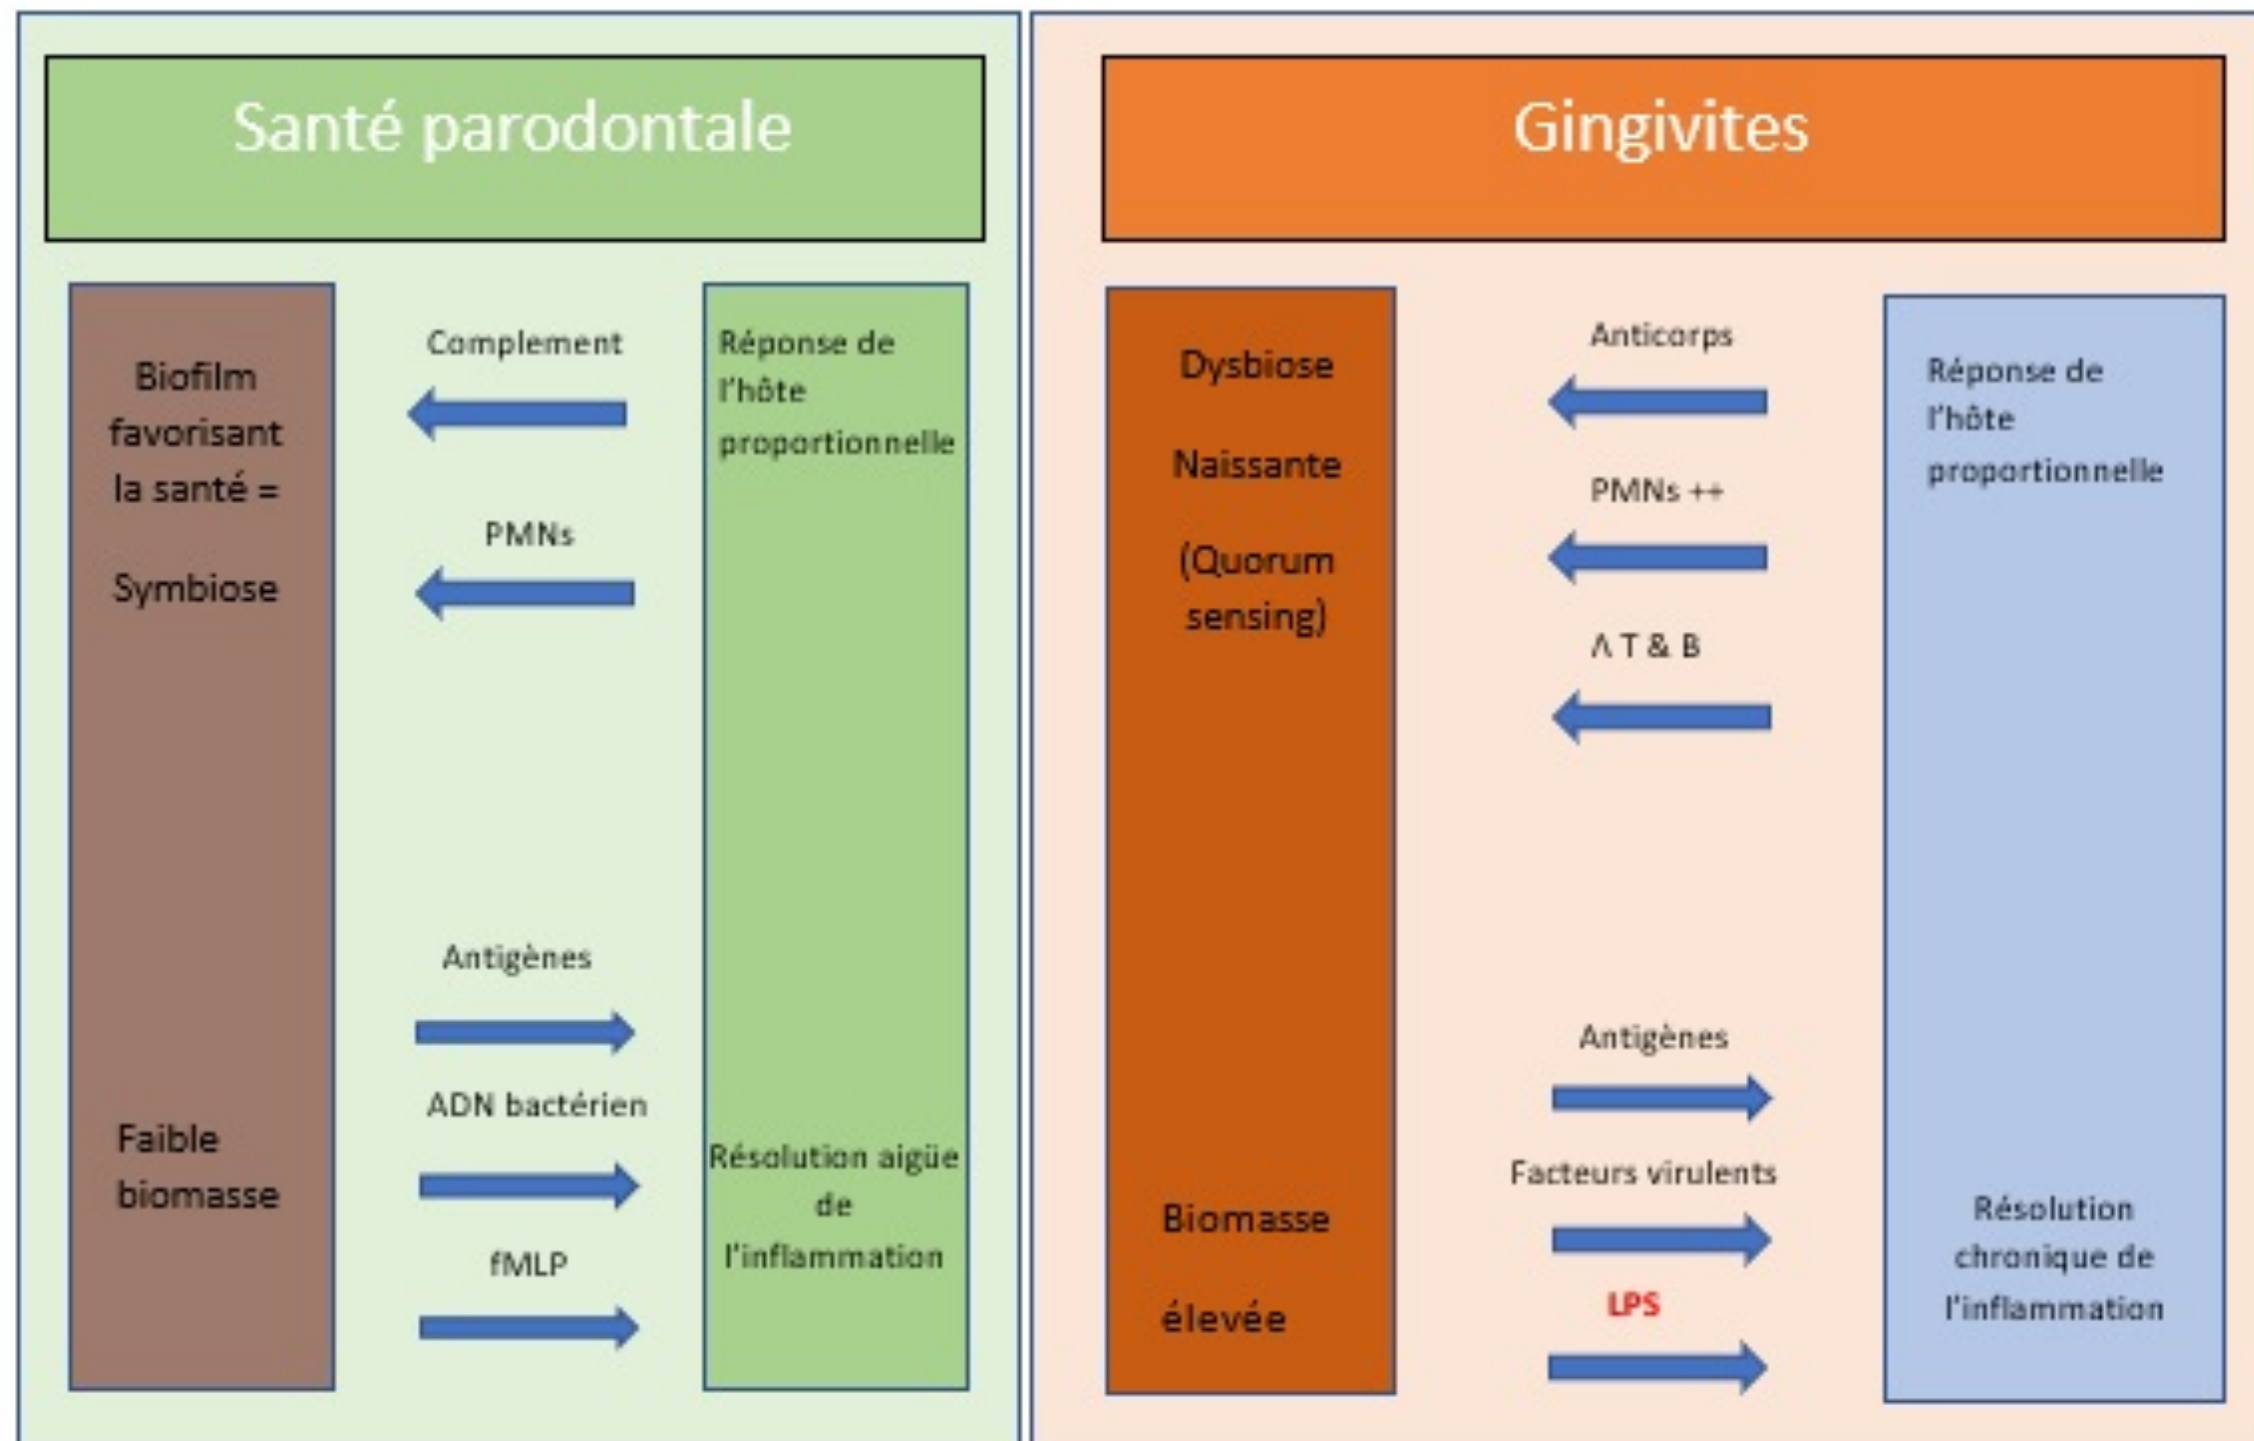 Santé parodontale
Biofilm
favorisant
la santé =
Symbiose
Faible
biomasse
Complement
PMNs
Antigènes
ADN bactérien
fMLP
Réponse de
l'hôte
proportionnelle
Résolution aigüe
de
l'inflammation
Gingivites
Dysbiose
Naissante
(Quorum
sensing)
Biomasse
élevée
Anticorps
PMNs ++
Λ T & B
Antigènes
Facteurs virulents
LPS
Réponse de
l'hôte
proportionnelle
Résolution
chronique de
l'inflammation